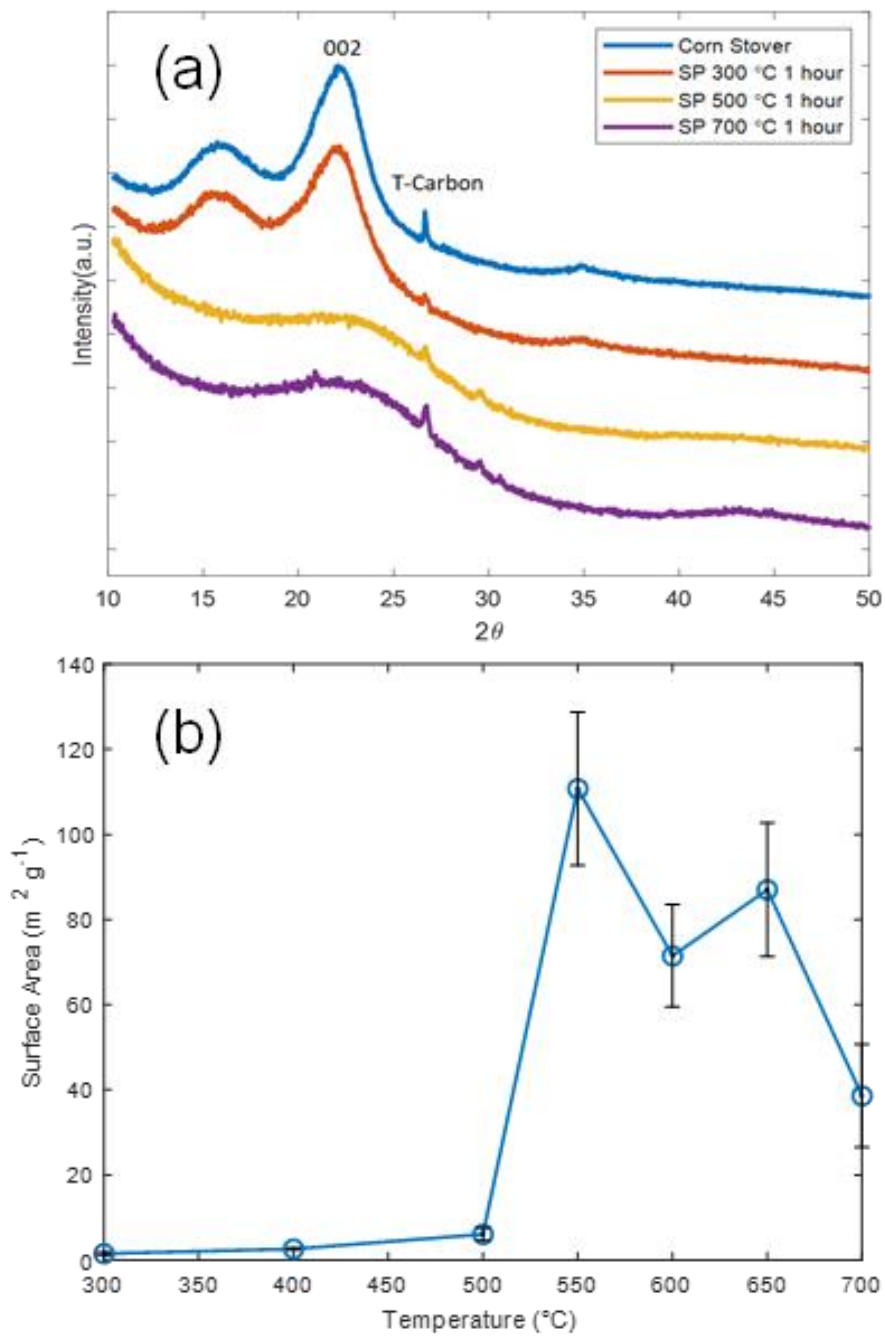 (a)
002
T-Carbon
Corn Stover
SP 300 °C 1 hour
SP 500 °C 1 hour
SP 700 °C 1 hour
Intensity(a.u.)
10 15 20 25 30 35 40 45 50
2θ
(b)
140
120
100
80
60
40
20
0
Surface Area (m 2 g-1)
300 350 400 450 500 550 600 650 700
Temperature (°C)